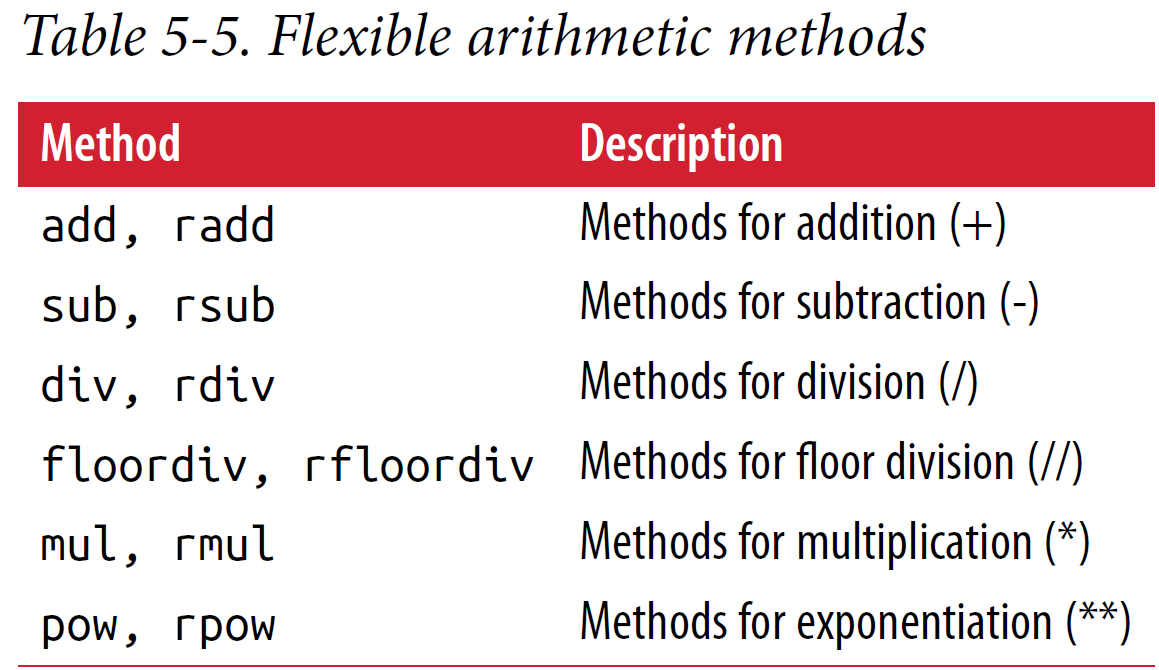 Table 5-5. Flexible arithmetic methods
Method Description
add, radd Methods for addition (+)
sub, rsub Methods for subtraction (-)
div, rdiv Methods for division (/)
floordiv, rfloordiv Methods for floor division (//)
mul, rmul Methods for multiplication (*)
pow, rpow Methods for exponentiation (**)